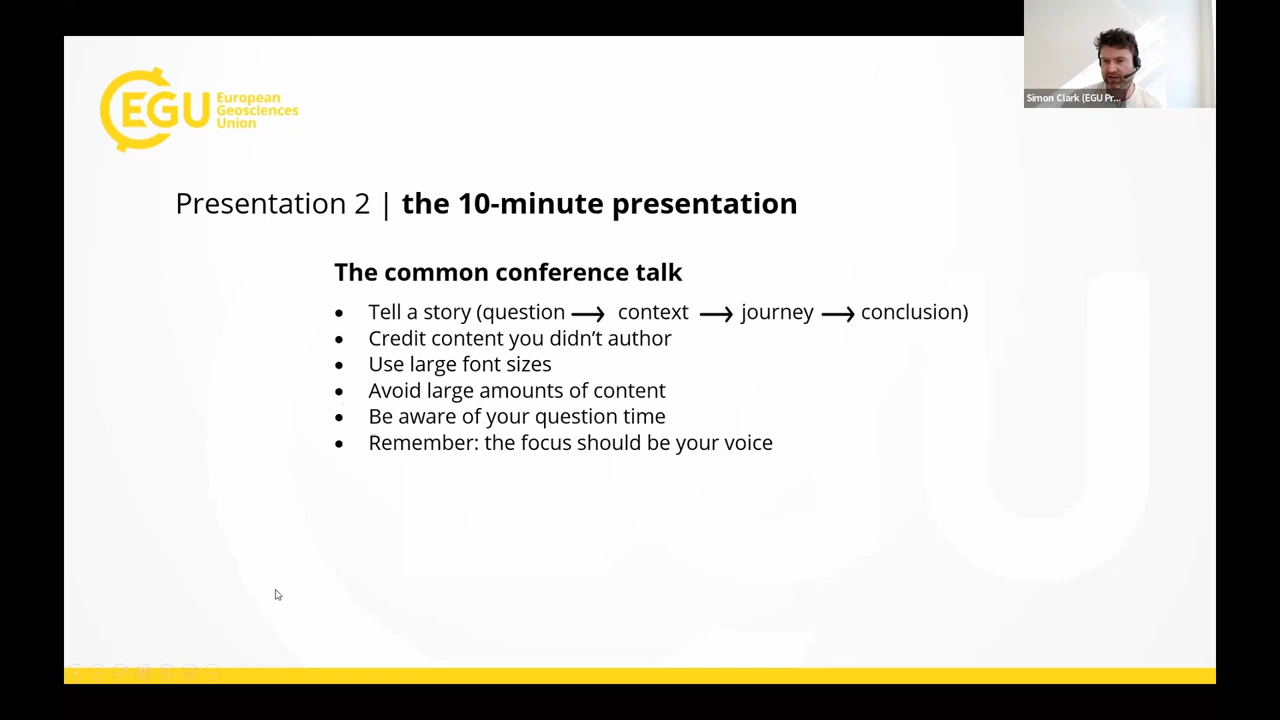 Simon Clark (EGU Pr...
EGU
European
Geosciences
Union
Presentation 2 | the 10-minute presentation
The common conference talk
• Tell a story (question → context → journey → conclusion)
• Credit content you didn’t author
• Use large font sizes
• Avoid large amounts of content
• Be aware of your question time
• Remember: the focus should be your voice